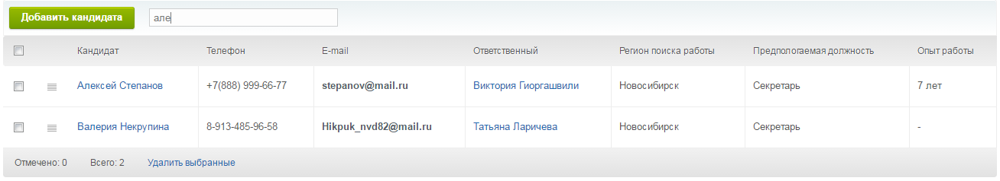 Добавить кандидата але
Кандидат Телефон E-mail Ответственный Регион поиска работы Предпологаемая должность Опыт работы
Алексей Степанов +7(888) 999-66-77 stepanov@mail.ru Виктория Гиоргашвили Новосибирск Секретарь 7 лет
Валерия Некрупина 8-913-485-96-58 Hikpuk_nvd82@mail.ru Татьяна Ларичева Новосибирск Секретарь -
Отмечено: 0 Всего: 2 Удалить выбранные